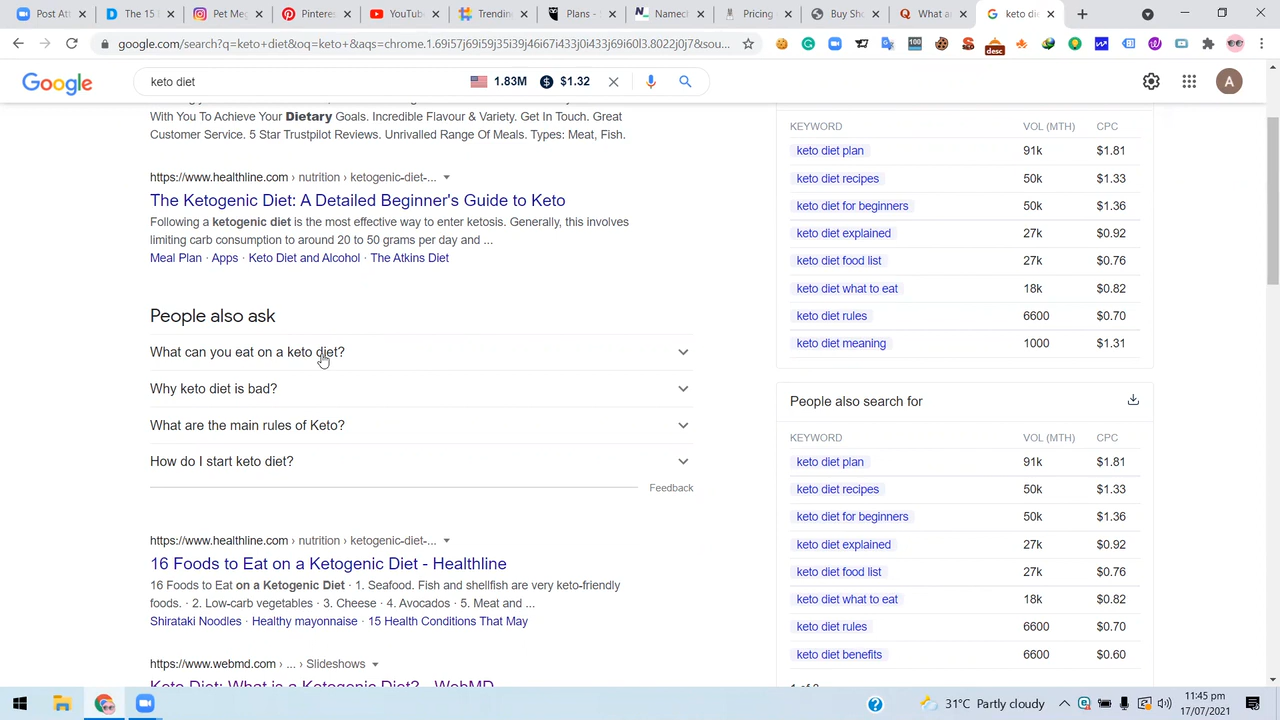 Post Att
The 15 I
Post Me
Pinteres
YouTub
Trending
Plans -
Namech
Pricing
Buy Sho
What a
keto die
google.com/search?q=keto+diet&oq=keto+&aqs=chrome.1.69i57j69i59j35i39j46i67i433j0i433j69i60l3.8022j0j7&sou...
100
desc
Google
keto diet
1.83M
$1.32
A
With You To Achieve Your Dietary Goals. Incredible Flavour & Variety. Get In Touch. Great
Customer Service. 5 Star Trustpilot Reviews. Unrivalled Range Of Meals. Types: Meat, Fish.
https://www.healthline.com › nutrition › ketogenic-diet-...
The Ketogenic Diet: A Detailed Beginner's Guide to Keto
Following a ketogenic diet is the most effective way to enter ketosis. Generally, this involves
limiting carb consumption to around 20 to 50 grams per day and ...
Meal Plan · Apps · Keto Diet and Alcohol · The Atkins Diet
People also ask
What can you eat on a keto diet?
Why keto diet is bad?
What are the main rules of Keto?
How do I start keto diet?
Feedback
https://www.healthline.com › nutrition › ketogenic-diet-...
16 Foods to Eat on a Ketogenic Diet - Healthline
16 Foods to Eat on a Ketogenic Diet · 1. Seafood. Fish and shellfish are very keto-friendly
foods. · 2. Low-carb vegetables · 3. Cheese · 4. Avocados · 5. Meat and ...
Shirataki Noodles · Healthy mayonnaise · 15 Health Conditions That May
https://www.webmd.com › ... › Slideshows
Keto Diet: What is a Ketogenic Diet? - WebMD
KEYWORD VOL (MTH) CPC
keto diet plan 91k $1.81
keto diet recipes 50k $1.33
keto diet for beginners 50k $1.36
keto diet explained 27k $0.92
keto diet food list 27k $0.76
keto diet what to eat 18k $0.82
keto diet rules 6600 $0.70
keto diet meaning 1000 $1.31
People also search for
KEYWORD VOL (MTH) CPC
keto diet plan 91k $1.81
keto diet recipes 50k $1.33
keto diet for beginners 50k $1.36
keto diet explained 27k $0.92
keto diet food list 27k $0.76
keto diet what to eat 18k $0.82
keto diet rules 6600 $0.70
keto diet benefits 6600 $0.60
31°C Partly cloudy
11:45 pm
17/07/2021